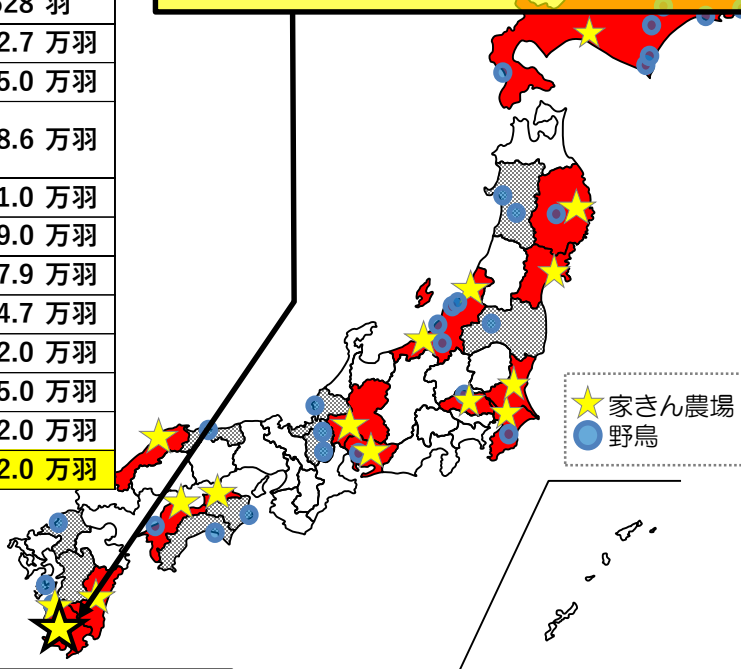 528 羽
2.7 万羽
5.0 万羽
8.6 万羽
1.0 万羽
9.0 万羽
7.9 万羽
4.7 万羽
2.0 万羽
5.0 万羽
2.0 万羽
2.0 万羽
家きん農場
野鳥